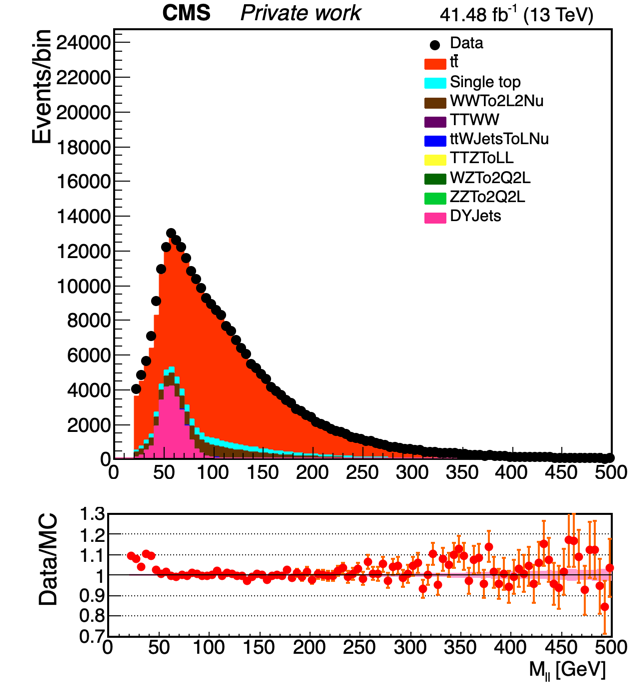 CMS Private work 41.48 fb⁻¹ (13 TeV)
Events/bin
24000
22000
20000
18000
16000
14000
12000
10000
8000
6000
4000
2000
0
Data
tt̄
Single top
WWTo2L2Nu
TTWW
ttWJetsToLNu
TTZToLL
WZTo2Q2L
ZZTo2Q2L
DYJets
0 50 100 150 200 250 300 350 400 450 500
Data/MC
1.3
1.2
1.1
1
0.9
0.8
0.7
0 50 100 150 200 250 300 350 400 450 500
M_ll [GeV]